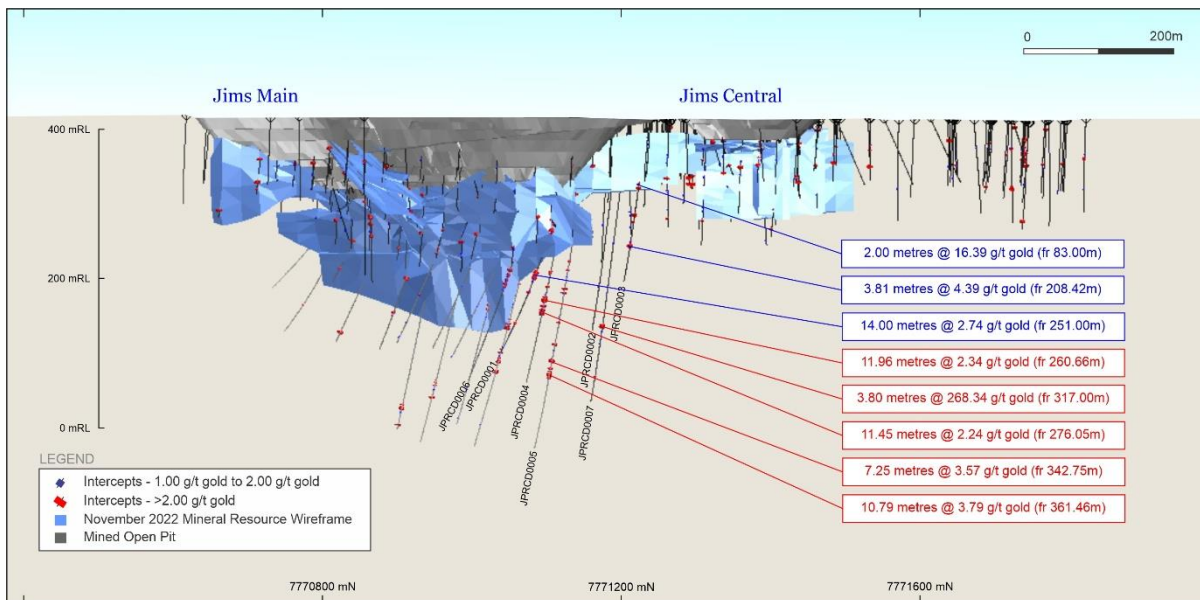 0 200m
Jims Main Jims Central
400 mRL
200 mRL
0 mRL
2.00 metres @ 16.39 g/t gold (fr 83.00m)
3.81 metres @ 4.39 g/t gold (fr 208.42m)
14.00 metres @ 2.74 g/t gold (fr 251.00m)
11.96 metres @ 2.34 g/t gold (fr 260.66m)
3.80 metres @ 268.34 g/t gold (fr 317.00m)
11.45 metres @ 2.24 g/t gold (fr 276.05m)
7.25 metres @ 3.57 g/t gold (fr 342.75m)
10.79 metres @ 3.79 g/t gold (fr 361.46m)
JPRCD0006
JPRCD0001
JPRCD0004
JPRCD0005
JPRCD0002
JPRCD0003
JPRCD0007
LEGEND
Intercepts - 1.00 g/t gold to 2.00 g/t gold
Intercepts - >2.00 g/t gold
November 2022 Mineral Resource Wireframe
Mined Open Pit
7770800 mN 7771200 mN 7771600 mN